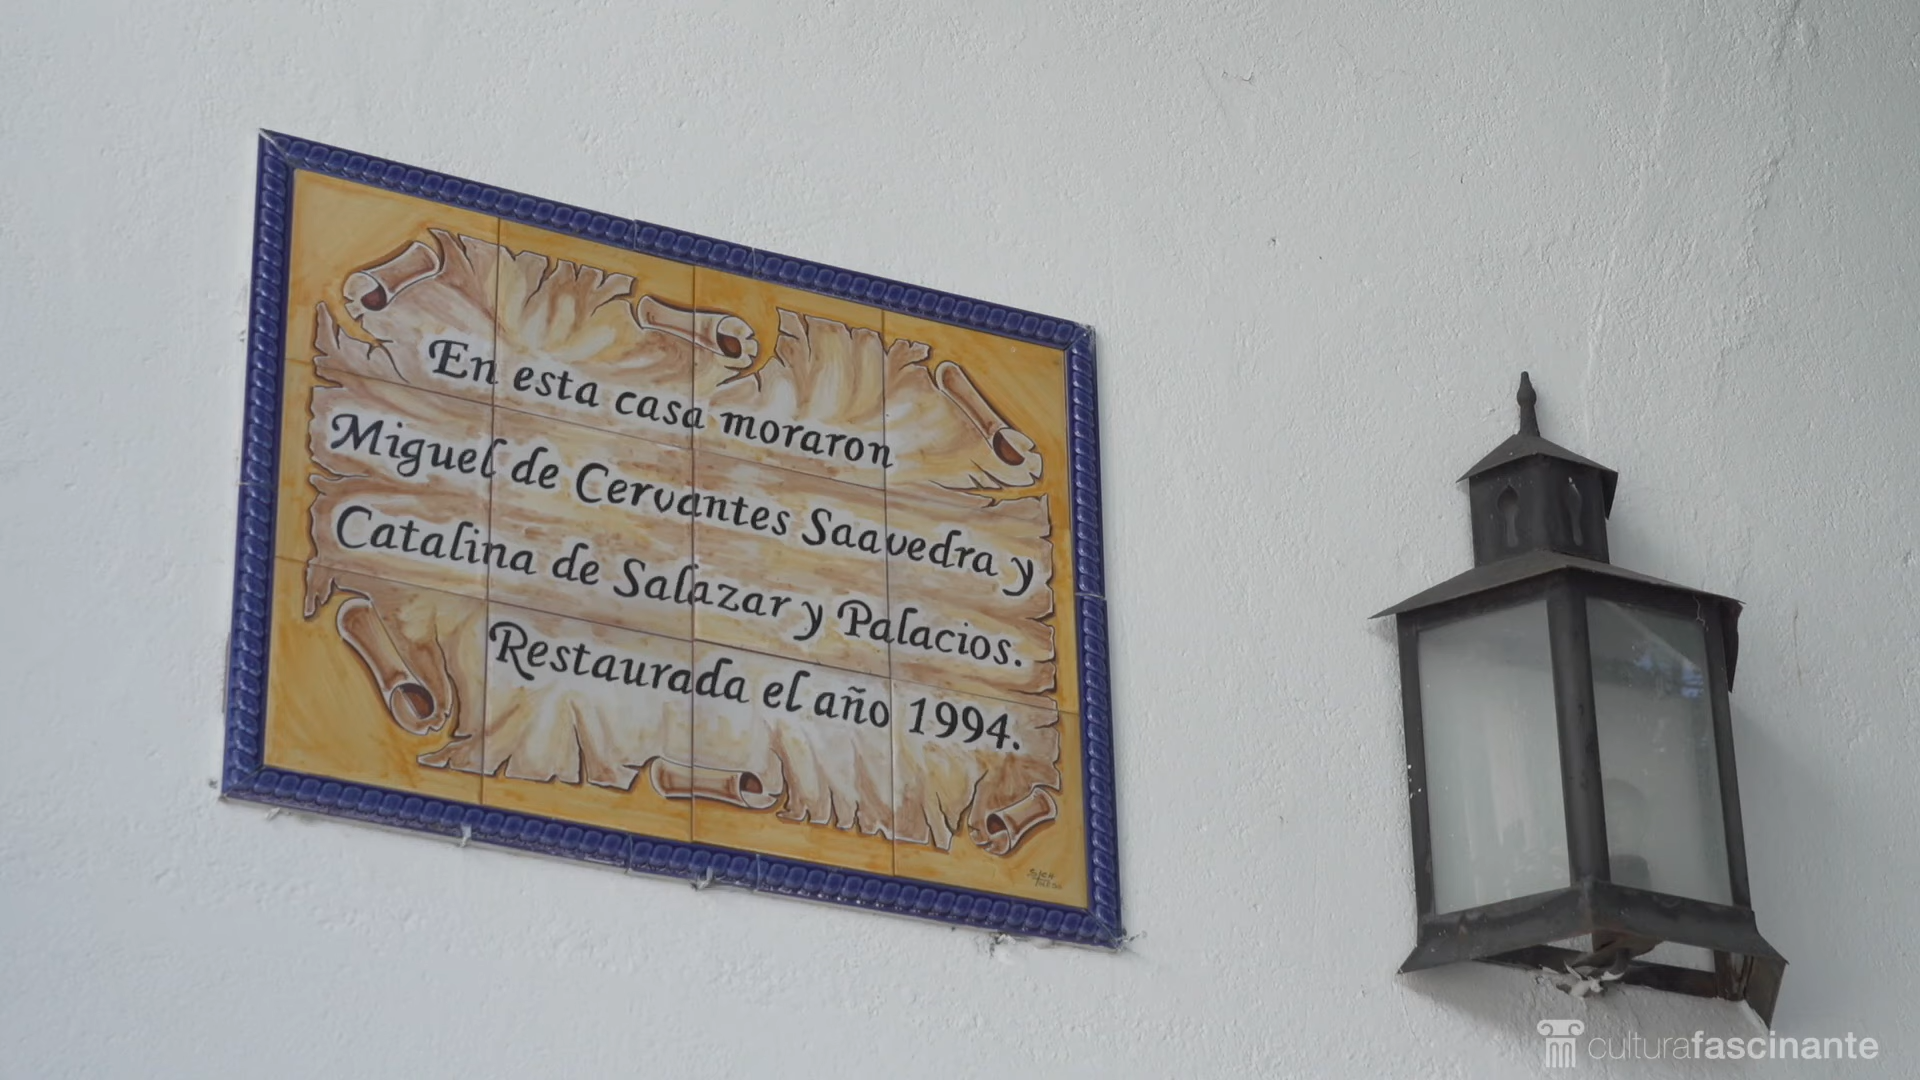 En esta casa moraron
Miguel de Cervantes Saavedra y
Catalina de Salazar y Palacios.
Restaurada el año 1994.
culturafascinante